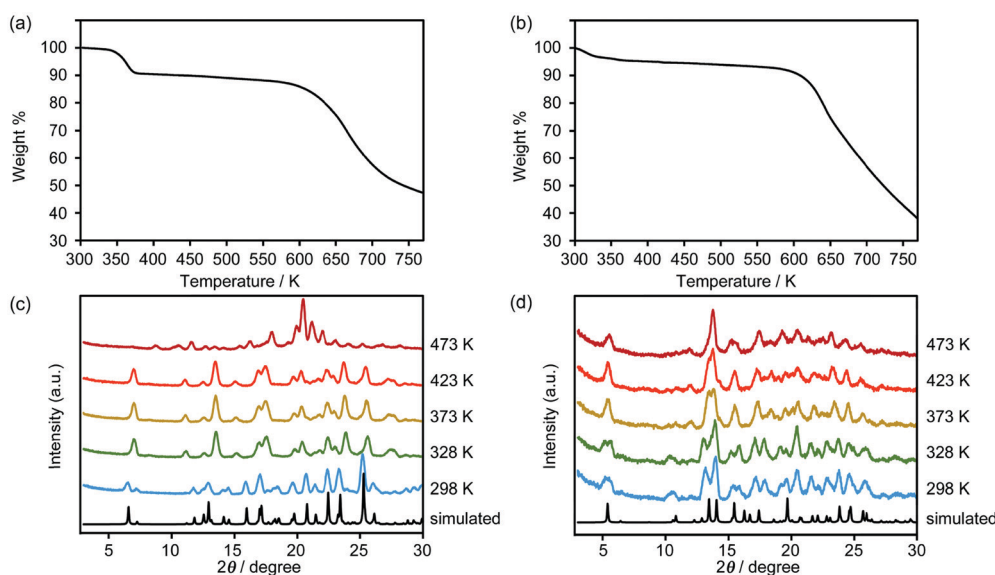 (a)
100
90
80
70
60
50
40
30
Weight %
300 350 400 450 500 550 600 650 700 750
Temperature / K
(b)
100
90
80
70
60
50
40
30
Weight %
300 350 400 450 500 550 600 650 700 750
Temperature / K
(c)
Intensity (a.u.)
473 K
423 K
373 K
328 K
298 K
simulated
5 10 15 20 25 30
2θ / degree
(d)
Intensity (a.u.)
473 K
423 K
373 K
328 K
298 K
simulated
5 10 15 20 25 30
2θ / degree